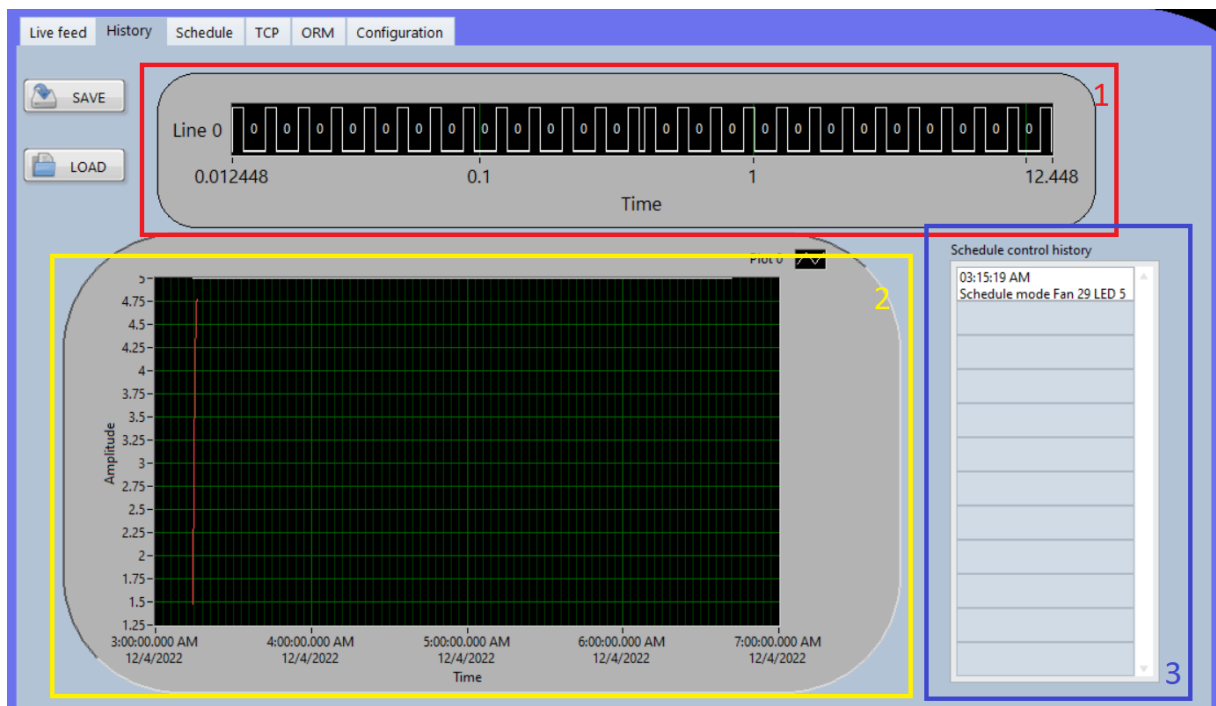 Live feed History Schedule TCP ORM Configuration
SAVE
LOAD
1
Line 0 0 0 0 0 0 0 0 0 0 0 0 0 0 0 0 0 0 0 0 0 0 0 0 0
0.012448 0.1 1 12.448
Time
Plot 0
2
5
4.75
4.5
4.25
4
3.75
3.5
3.25
3
2.75
2.5
2.25
2
1.75
1.5
1.25
Amplitude
3:00:00.000 AM 4:00:00.000 AM 5:00:00.000 AM 6:00:00.000 AM 7:00:00.000 AM
12/4/2022 12/4/2022 12/4/2022 12/4/2022 12/4/2022
Time
Schedule control history
03:15:19 AM
Schedule mode Fan 29 LED 5
3